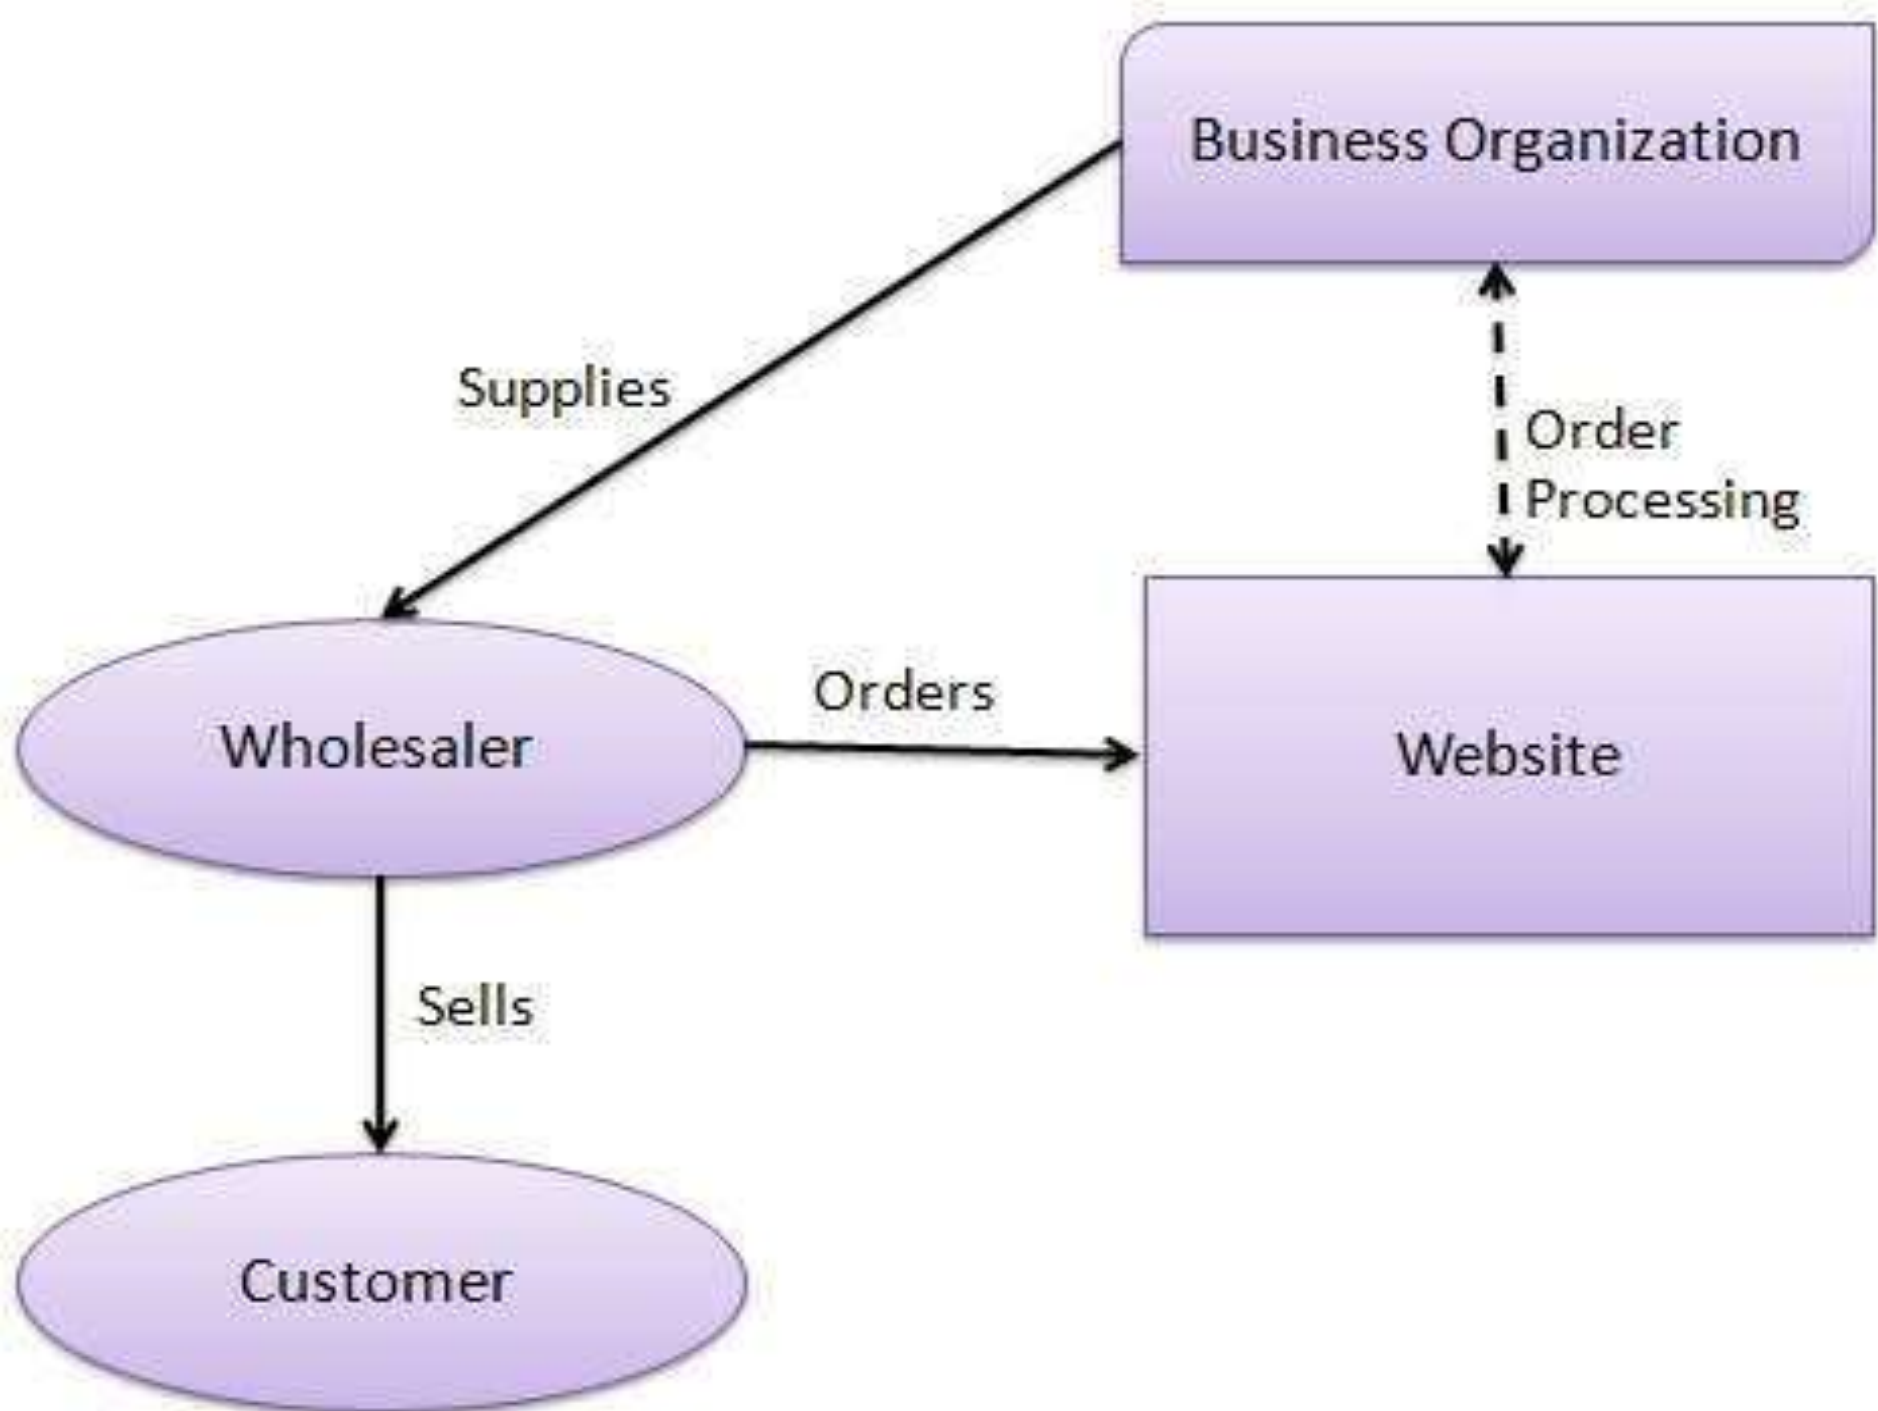 Business Organization
Supplies
Order
Processing
Wholesaler
Orders
Website
Sells
Customer